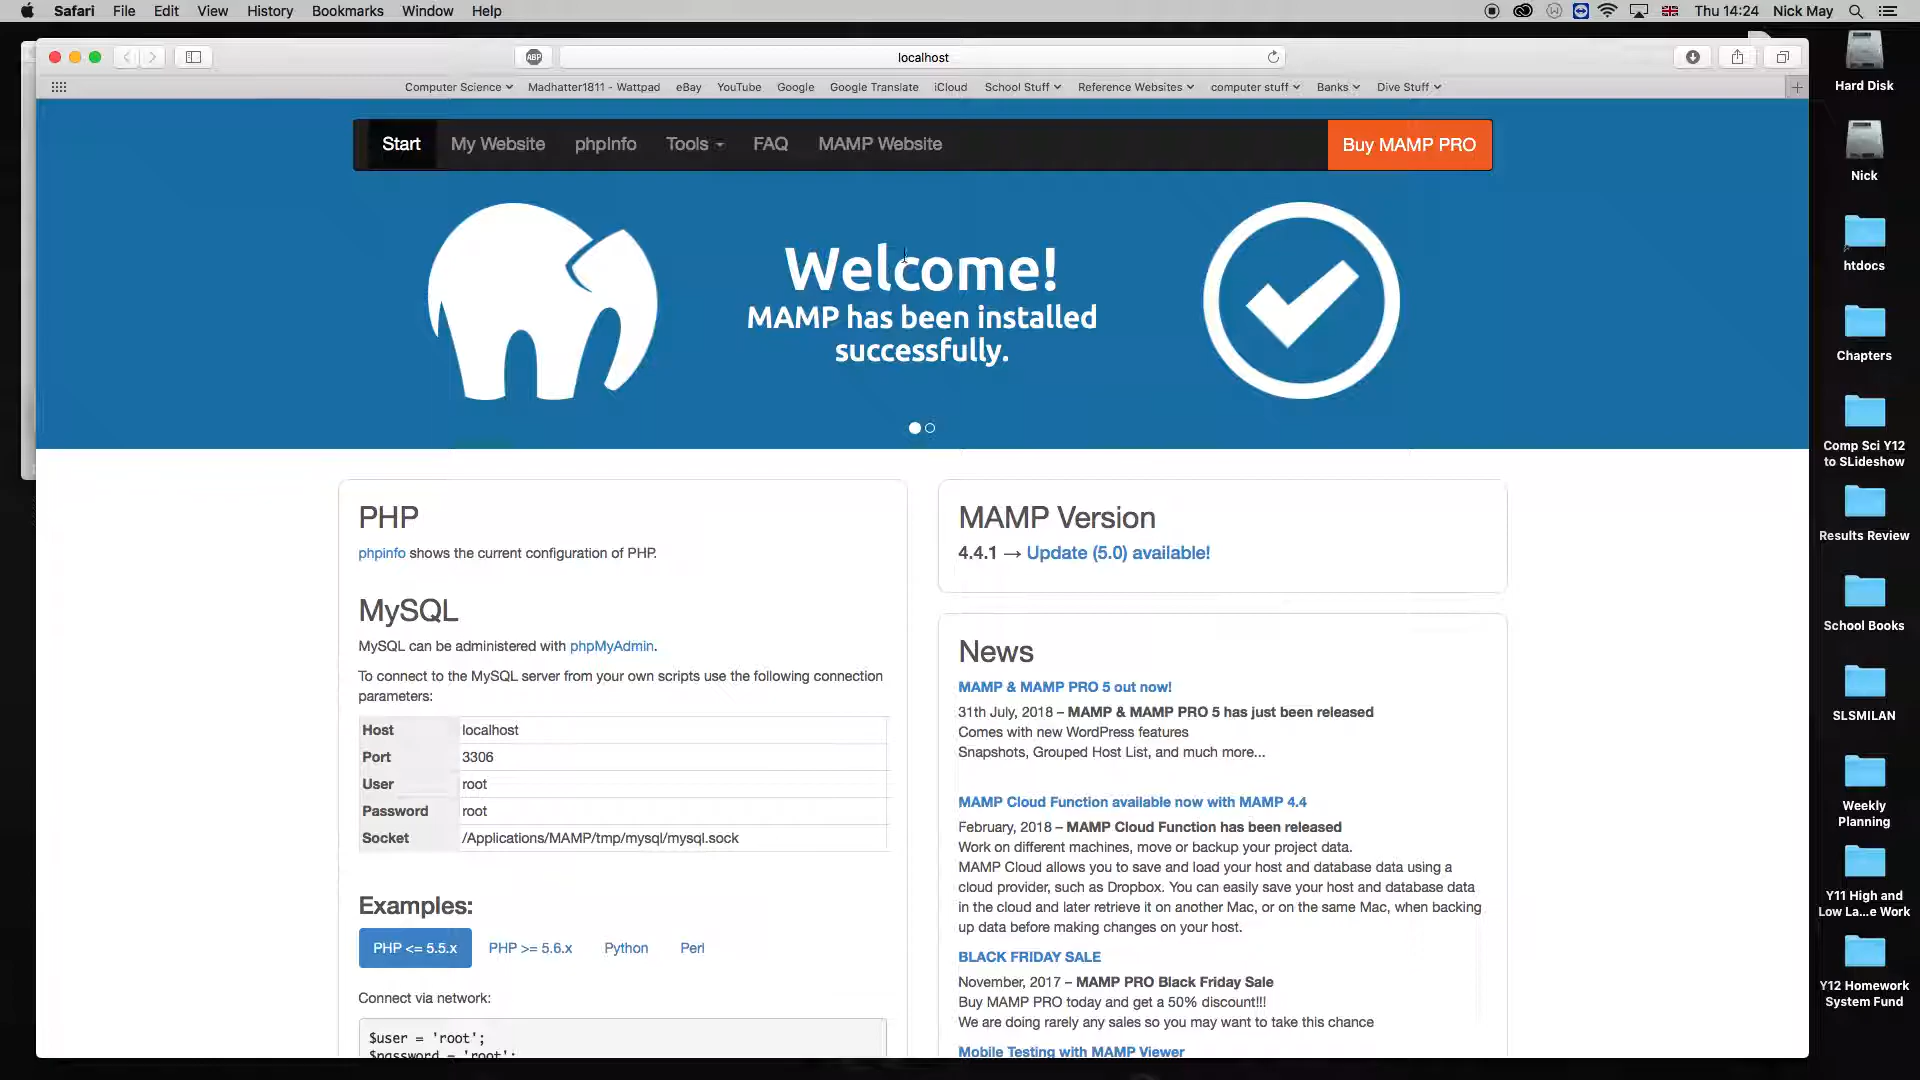 Safari File Edit View History Bookmarks Window Help
Thu 14:24 Nick May
ABP
localhost
Computer Science Madhatter1811 - Wattpad eBay YouTube Google Google Translate iCloud School Stuff Reference Websites computer stuff Banks Dive Stuff
Start My Website phpInfo Tools FAQ MAMP Website Buy MAMP PRO
Welcome!
MAMP has been installed
successfully.
PHP
phpinfo shows the current configuration of PHP.
MySQL
MySQL can be administered with phpMyAdmin.
To connect to the MySQL server from your own scripts use the following connection
parameters:
Host localhost
Port 3306
User root
Password root
Socket /Applications/MAMP/tmp/mysql/mysql.sock
Examples:
PHP <= 5.5.x PHP >= 5.6.x Python Perl
Connect via network:
$user = 'root';
$password = 'root';
MAMP Version
4.4.1 → Update (5.0) available!
News
MAMP & MAMP PRO 5 out now!
31th July, 2018 – MAMP & MAMP PRO 5 has just been released
Comes with new WordPress features
Snapshots, Grouped Host List, and much more...
MAMP Cloud Function available now with MAMP 4.4
February, 2018 – MAMP Cloud Function has been released
Work on different machines, move or backup your project data.
MAMP Cloud allows you to save and load your host and database data using a
cloud provider, such as Dropbox. You can easily save your host and database data
in the cloud and later retrieve it on another Mac, or on the same Mac, when backing
up data before making changes on your host.
BLACK FRIDAY SALE
November, 2017 – MAMP PRO Black Friday Sale
Buy MAMP PRO today and get a 50% discount!!!
We are doing rarely any sales so you may want to take this chance
Mobile Testing with MAMP Viewer
Hard Disk
Nick
htdocs
Chapters
Comp Sci Y12
to SLideshow
Results Review
School Books
SLSMILAN
Weekly
Planning
Y11 High and
Low La...e Work
Y12 Homework
System Fund